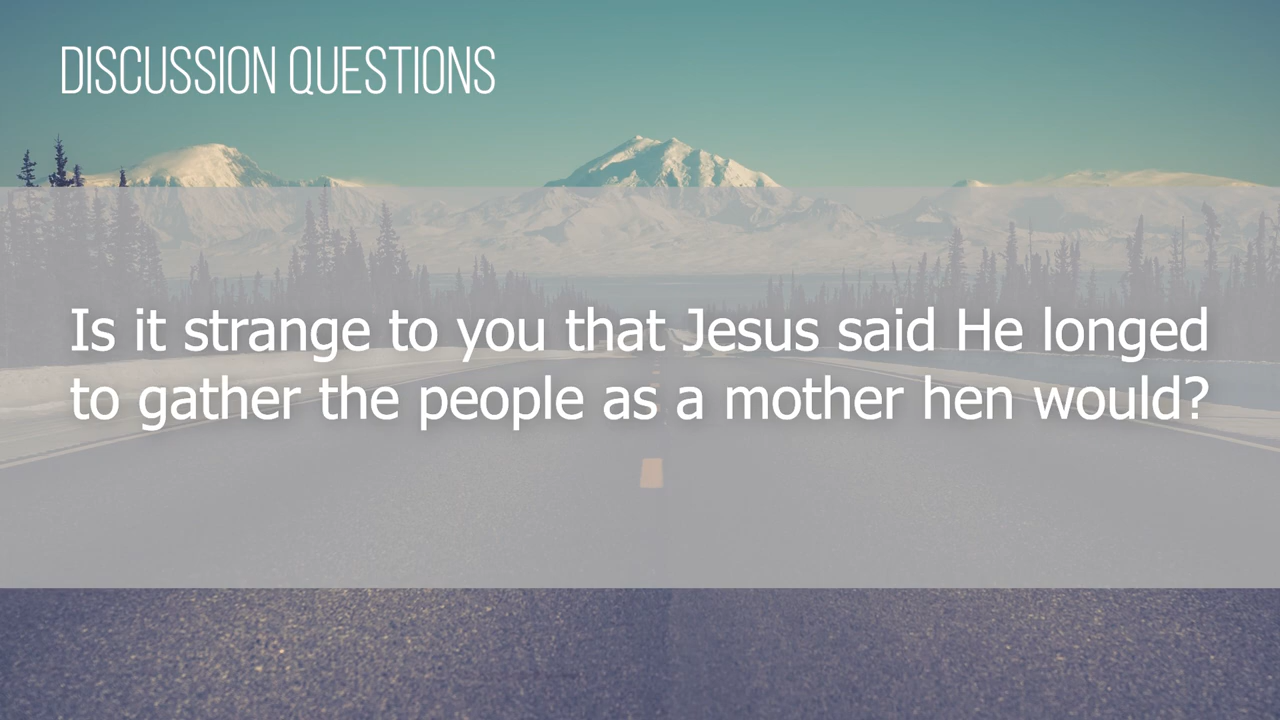 DISCUSSION QUESTIONS
Is it strange to you that Jesus said He longed
to gather the people as a mother hen would?